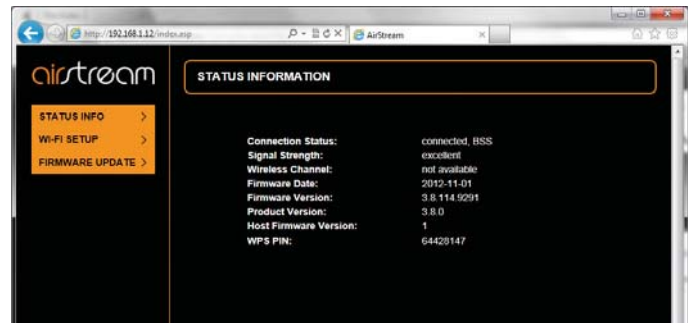 http://192.168.1.12/index.asp
AirStream
airstream
STATUS INFORMATION
STATUS INFO >
WI-FI SETUP >
FIRMWARE UPDATE >
Connection Status: connected, BSS
Signal Strength: excellent
Wireless Channel: not available
Firmware Date: 2012-11-01
Firmware Version: 3.8.114.9291
Product Version: 3.8.0
Host Firmware Version: 1
WPS PIN: 64428147